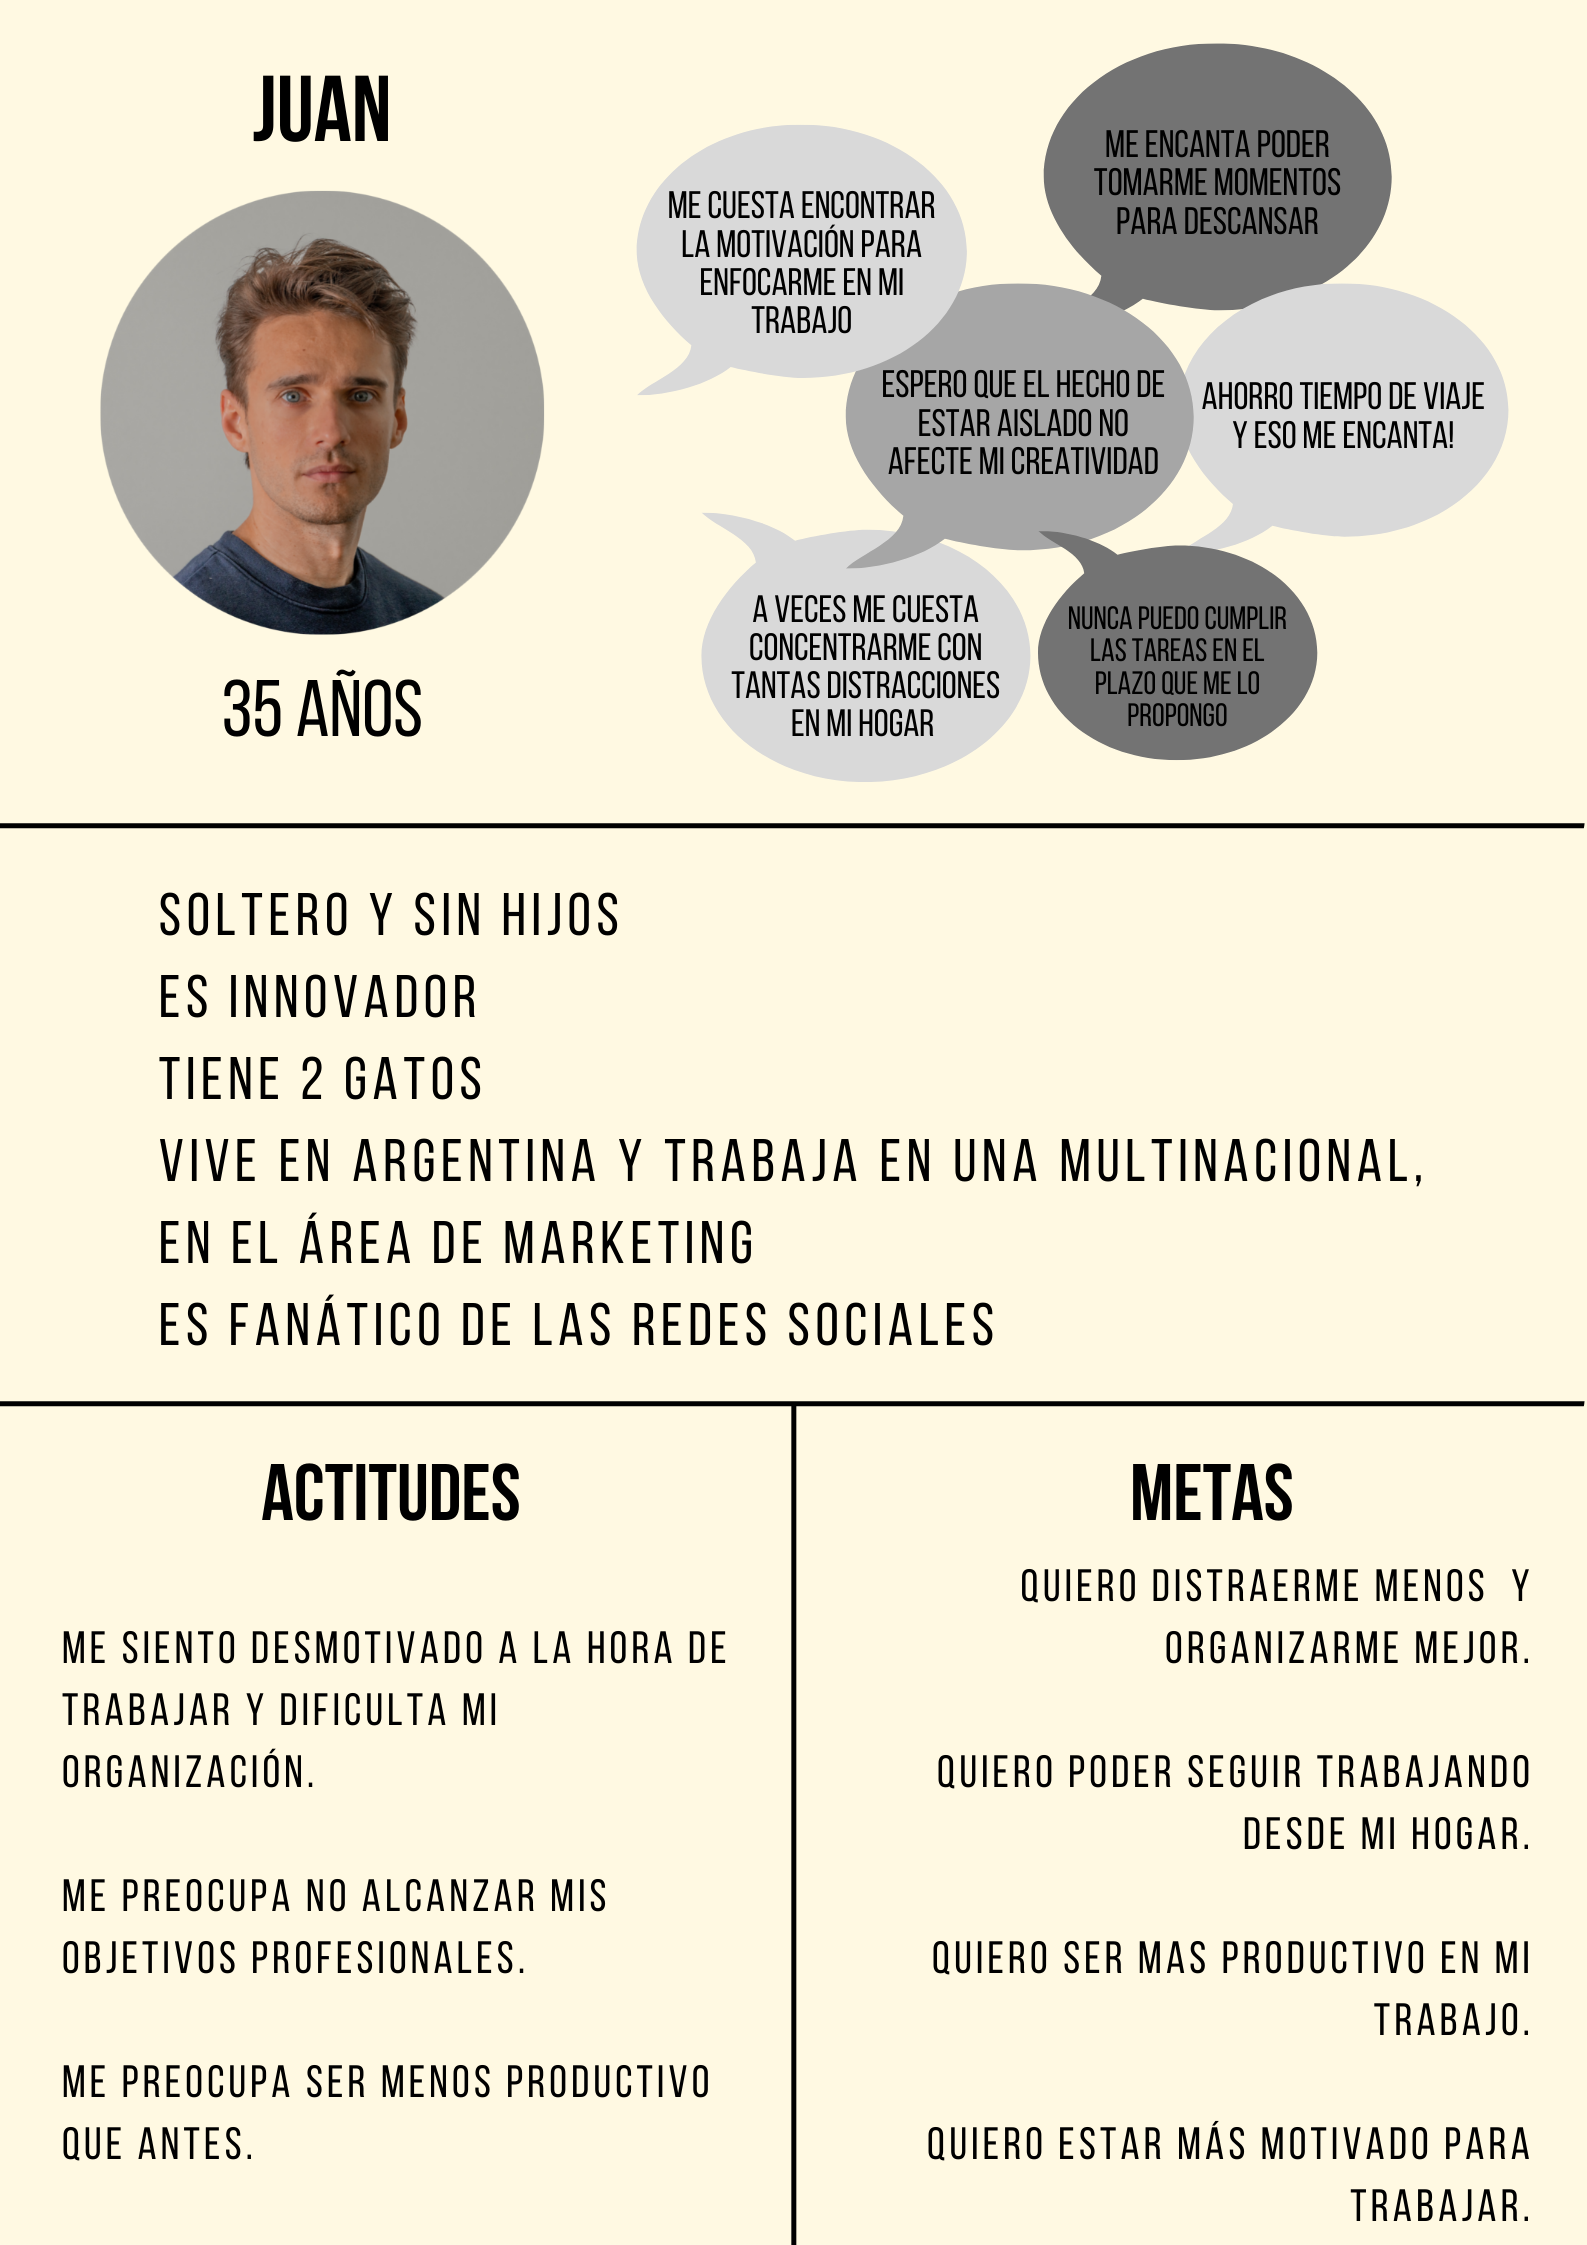 JUAN
35 AÑOS
ME CUESTA ENCONTRAR
LA MOTIVACIÓN PARA
ENFOCARME EN MI
TRABAJO
ME ENCANTA PODER
TOMARME MOMENTOS
PARA DESCANSAR
ESPERO QUE EL HECHO DE
ESTAR AISLADO NO
AFECTE MI CREATIVIDAD
AHORRO TIEMPO DE VIAJE
Y ESO ME ENCANTA!
A VECES ME CUESTA
CONCENTRARME CON
TANTAS DISTRACCIONES
EN MI HOGAR
NUNCA PUEDO CUMPLIR
LAS TAREAS EN EL
PLAZO QUE ME LO
PROPONGO
SOLTERO Y SIN HIJOS
ES INNOVADOR
TIENE 2 GATOS
VIVE EN ARGENTINA Y TRABAJA EN UNA MULTINACIONAL,
EN EL ÁREA DE MARKETING
ES FANÁTICO DE LAS REDES SOCIALES
ACTITUDES
ME SIENTO DESMOTIVADO A LA HORA DE
TRABAJAR Y DIFICULTA MI
ORGANIZACIÓN.
ME PREOCUPA NO ALCANZAR MIS
OBJETIVOS PROFESIONALES.
ME PREOCUPA SER MENOS PRODUCTIVO
QUE ANTES.
METAS
QUIERO DISTRAERME MENOS  Y
ORGANIZARME MEJOR.
QUIERO PODER SEGUIR TRABAJANDO
DESDE MI HOGAR.
QUIERO SER MAS PRODUCTIVO EN MI
TRABAJO.
QUIERO ESTAR MÁS MOTIVADO PARA
TRABAJAR.